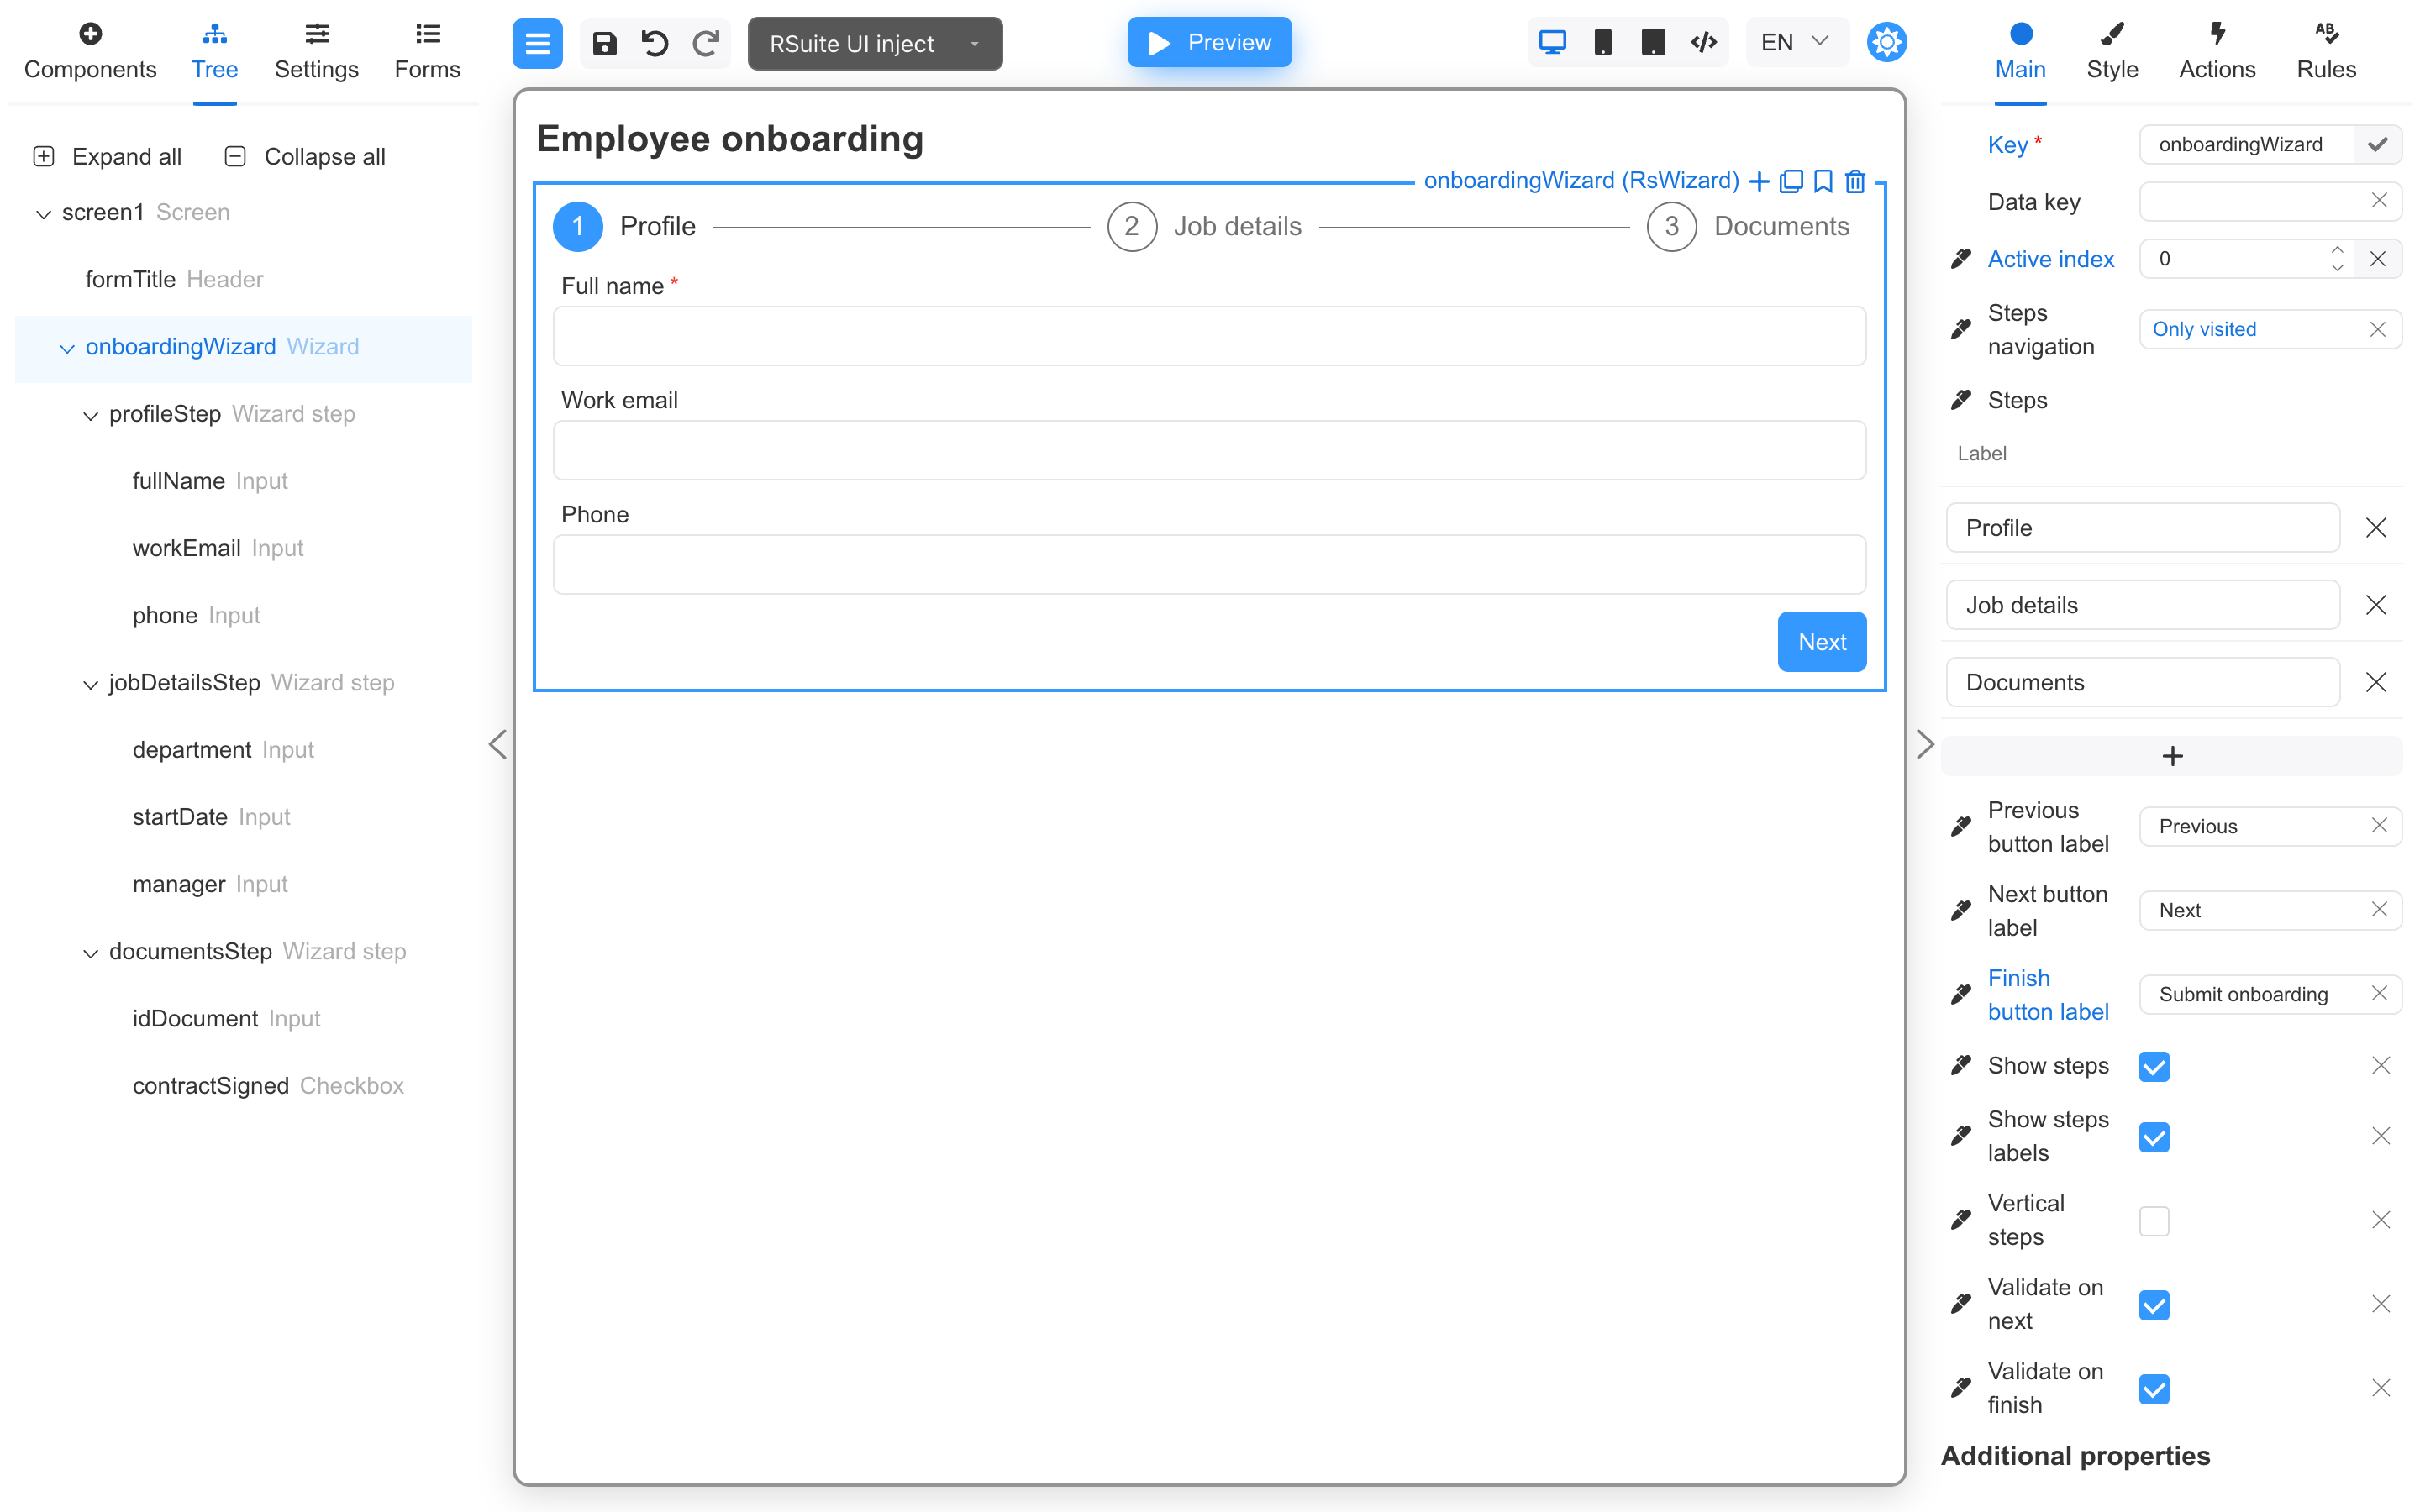 Components
Tree
Settings
Forms
RSuite UI inject
Preview
EN
Main
Style
Actions
AB
Rules
Expand all
Collapse all
screen1 Screen
formTitle Header
onboardingWizard Wizard
profileStep Wizard step
fullName Input
workEmail Input
phone Input
jobDetailsStep Wizard step
department Input
startDate Input
manager Input
documentsStep Wizard step
idDocument Input
contractSigned Checkbox
Employee onboarding
onboardingWizard (RsWizard)
1 Profile
2 Job details
3 Documents
Full name *
Work email
Phone
Next
Key *
onboardingWizard
Data key
Active index
0
Steps
navigation
Only visited
Steps
Label
Profile
Job details
Documents
Previous
button label
Previous
Next button
label
Next
Finish
button label
Submit onboarding
Show steps
Show steps
labels
Vertical
steps
Validate on
next
Validate on
finish
Additional properties